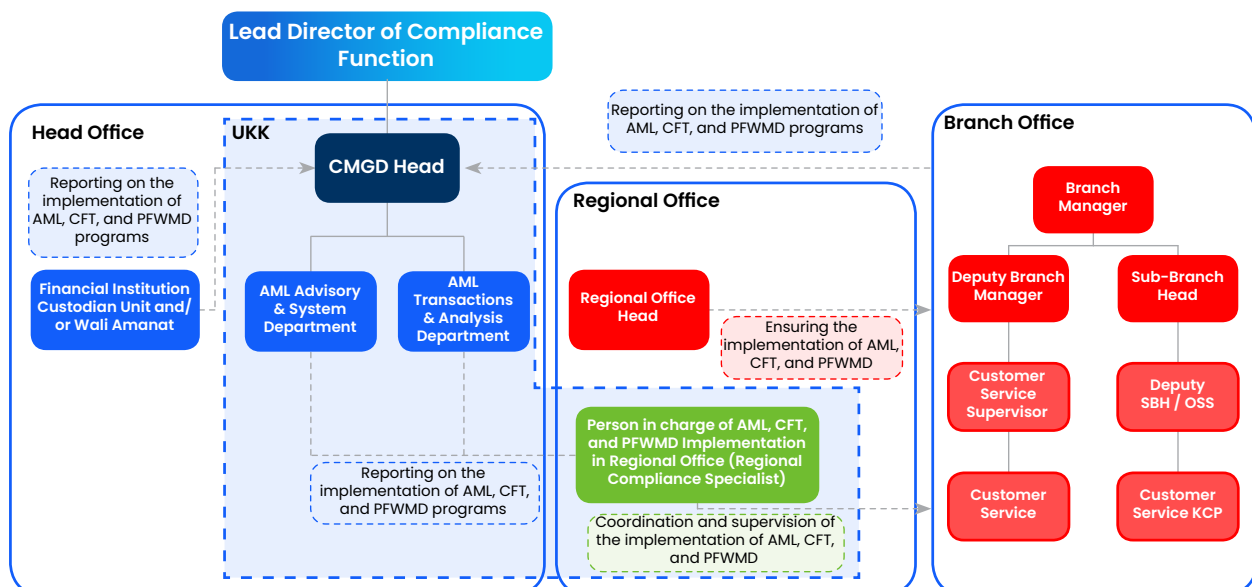 Lead Director of Compliance
Function
Head Office
UKK
CMGD Head
Reporting on the
implementation of
AML, CFT, and PFWMD
programs
Financial Institution
Custodian Unit and/
or Wali Amanat
AML Advisory
& System
Department
AML
Transactions
& Analysis
Department
Reporting on the
implementation of AML, CFT,
and PFWMD programs
Reporting on the implementation of
AML, CFT, and PFWMD programs
Regional Office
Regional Office
Head
Ensuring the
implementation of AML,
CFT, and PFWMD
Person in charge of AML, CFT,
and PFWMD Implementation
in Regional Office (Regional
Compliance Specialist)
Coordination and supervision of
the implementation of AML, CFT,
and PFWMD
Branch Office
Branch
Manager
Deputy Branch
Manager
Sub-Branch
Head
Customer
Service
Supervisor
Deputy
SBH / OSS
Customer
Service
Customer
Service KCP